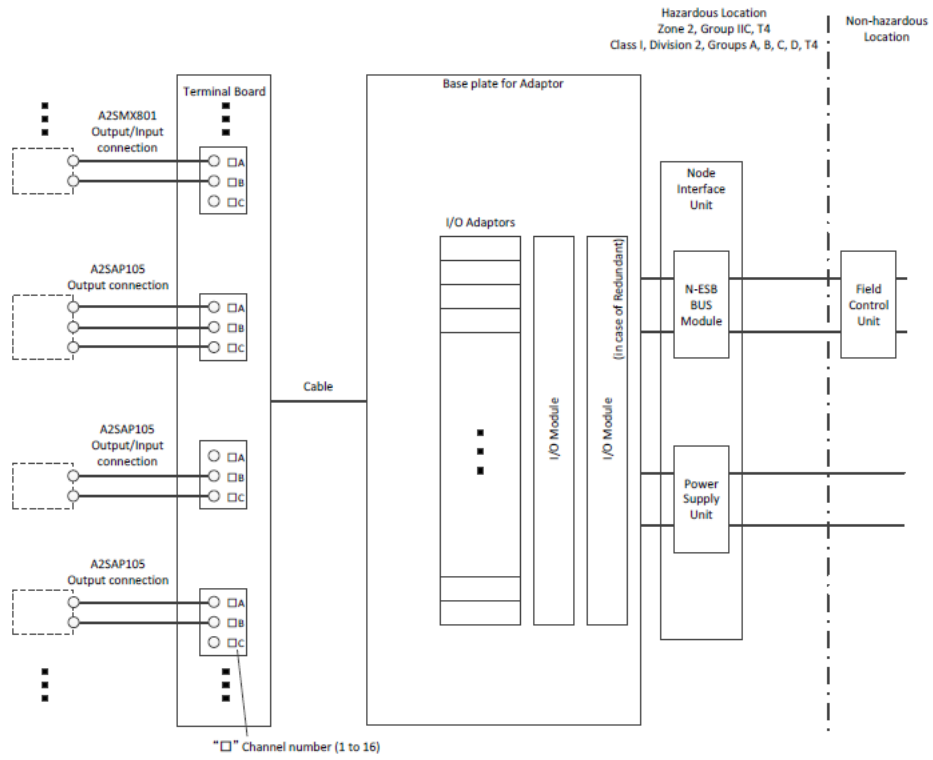 Hazardous Location
Zone 2, Group IIC, T4
Class I, Division 2, Groups A, B, C, D, T4
Non-hazardous
Location
Terminal Board
Base plate for Adaptor
A2SMX801
Output/Input
connection
□A
□B
□C
Node
Interface
Unit
I/O Adaptors
(in case of Redundant)
I/O Module
I/O Module
A2SAP105
Output connection
□A
□B
□C
N-ESB
BUS
Module
Field
Control
Unit
Cable
A2SAP105
Output/Input
connection
□A
□B
□C
Power
Supply
Unit
A2SAP105
Output connection
□A
□B
□C
"□" Channel number (1 to 16)